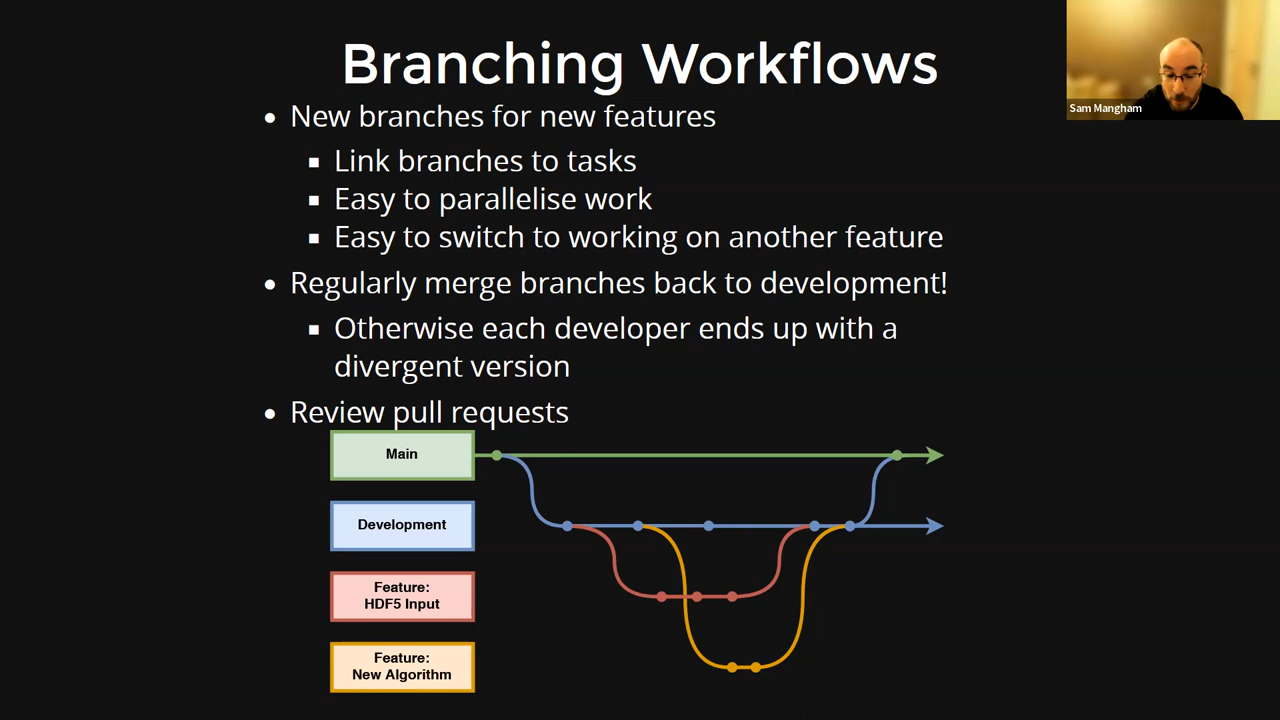 Branching Workflows
Sam Mangham
New branches for new features
Link branches to tasks
Easy to parallelise work
Easy to switch to working on another feature
Regularly merge branches back to development!
Otherwise each developer ends up with a
divergent version
Review pull requests
Main
Development
Feature:
HDF5 Input
Feature:
New Algorithm